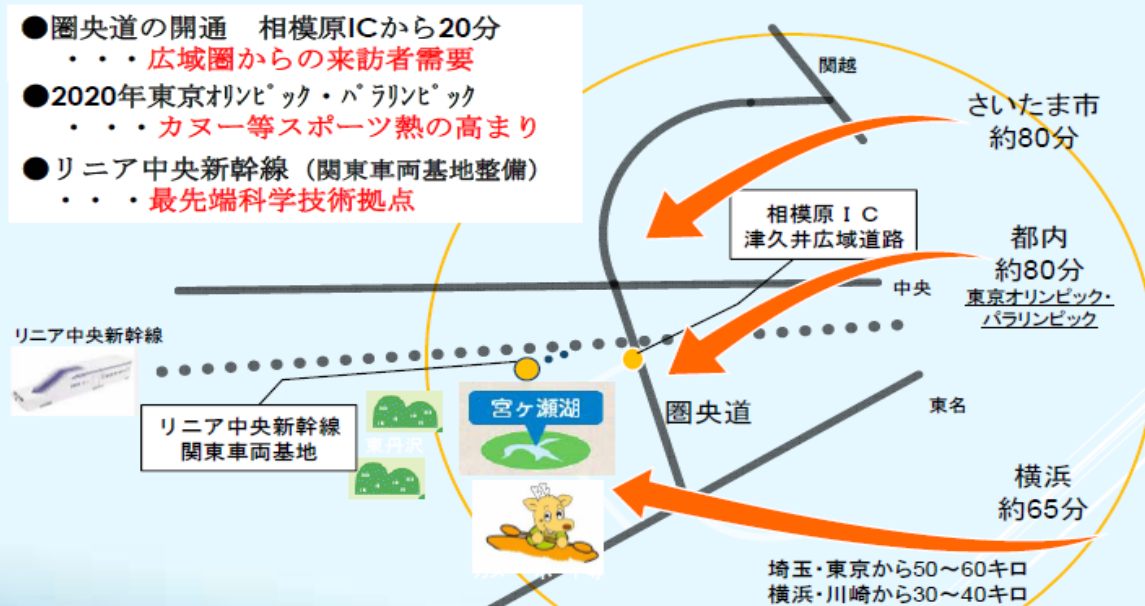 ●圏央道の開通　相模原ICから20分
・・・広域圏からの来訪者需要
●2020年東京ｵﾘﾝﾋﾟｯｸ・ﾊﾟﾗﾘﾝﾋﾟｯｸ
・・・カヌー等スポーツ熱の高まり
●リニア中央新幹線（関東車両基地整備）
・・・最先端科学技術拠点
関越
さいたま市
約80分
相模原ＩＣ
津久井広域道路
都内
約80分
東京オリンピック・
パラリンピック
中央
リニア中央新幹線
リニア中央新幹線
関東車両基地
東丹沢
宮ヶ瀬湖
圏央道
東名
横浜
約65分
埼玉・東京から50～60キロ
横浜・川崎から30～40キロ